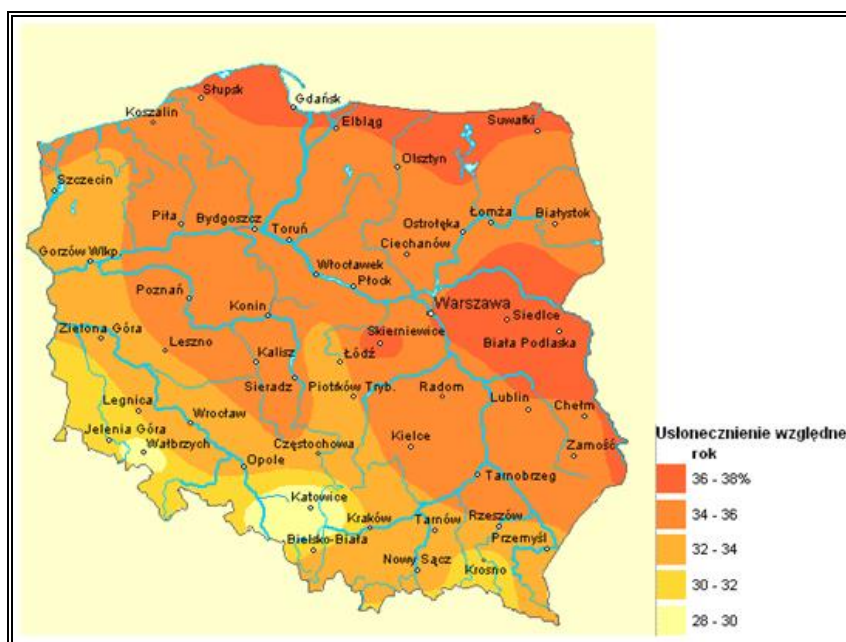 Słupsk
Gdańsk
Koszalin
Elbląg
Suwałki
Olsztyn
Szczecin
Piła
Bydgoszcz
Toruń
Ostrołęka
Łomża
Białystok
Ciechanów
Gorzów Wlkp.
Włocławek
Płock
Poznań
Konin
Warszawa
Siedlce
Zielona Góra
Leszno
Skierniewice
Biała Podlaska
Kalisz
Łódź
Sieradz
Piotrków Tryb.
Radom
Legnica
Wrocław
Lublin
Chełm
Jelenia Góra
Wałbrzych
Częstochowa
Kielce
Zamość
Opole
Tarnobrzeg
Katowice
Kraków
Tarnów
Rzeszów
Bielsko-Biała
Przemyśl
Nowy Sącz
Krosno
Usłonecznienie względne
rok
36 - 38%
34 - 36
32 - 34
30 - 32
28 - 30